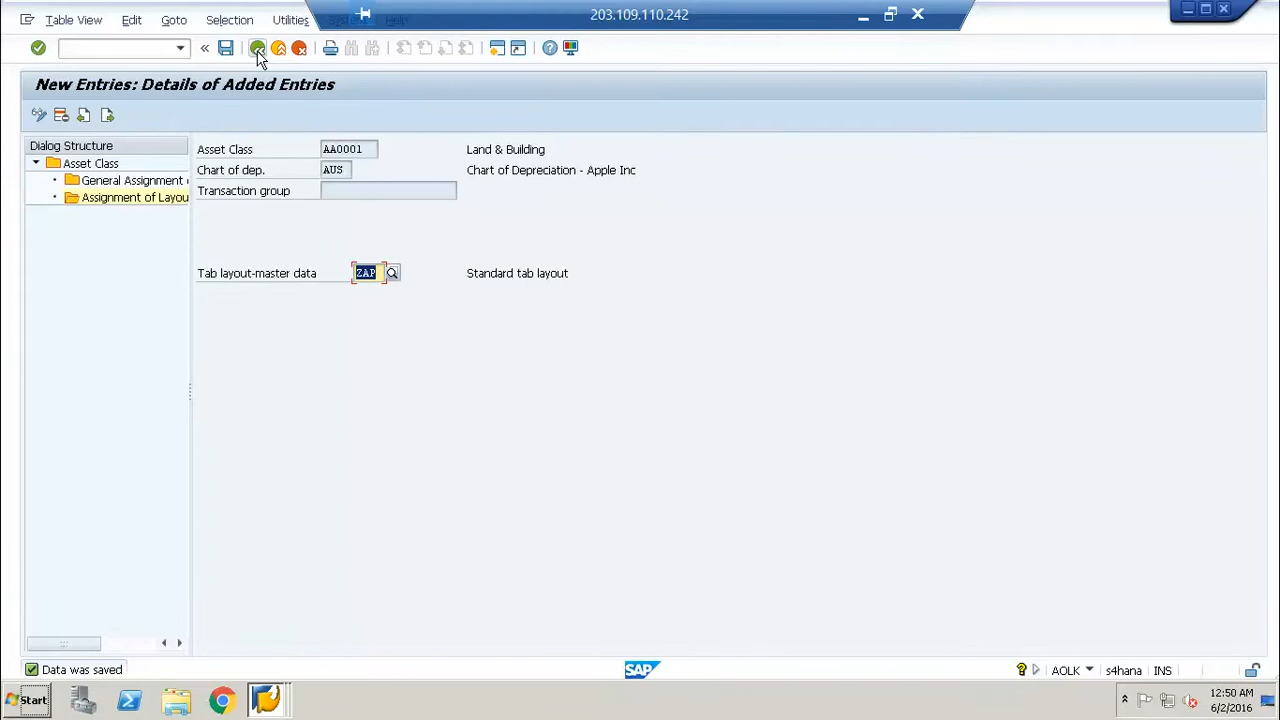 203.109.110.242
Table View Edit Goto Selection Utilities System Help
New Entries: Details of Added Entries
Dialog Structure
Asset Class
General Assignment
Assignment of Layou
Asset Class AA0001 Land & Building
Chart of dep. AUS Chart of Depreciation - Apple Inc
Transaction group
Tab layout-master data ZAP Standard tab layout
Data was saved
SAP
AOLK s4hana INS
Start
12:50 AM
6/2/2016